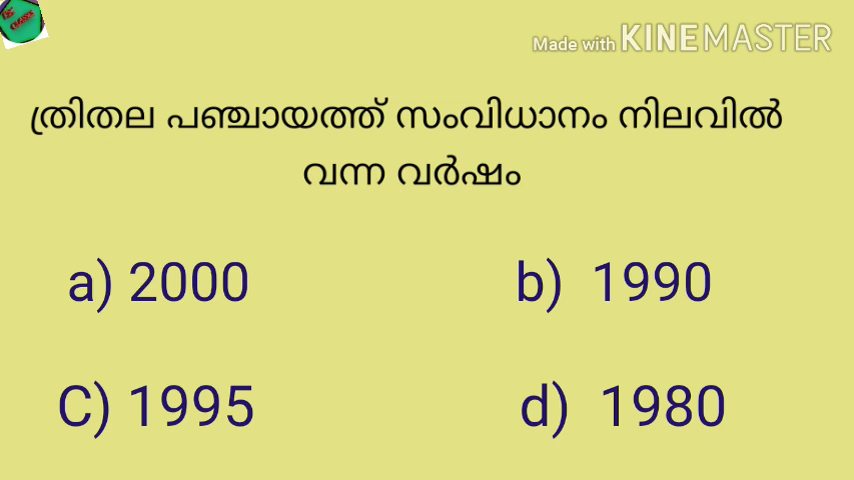 Made with KINEMASTER
ത്രിതല പഞ്ചായത്ത് സംവിധാനം നിലവിൽ
വന്ന വർഷം
a) 2000 b) 1990
C) 1995 d) 1980